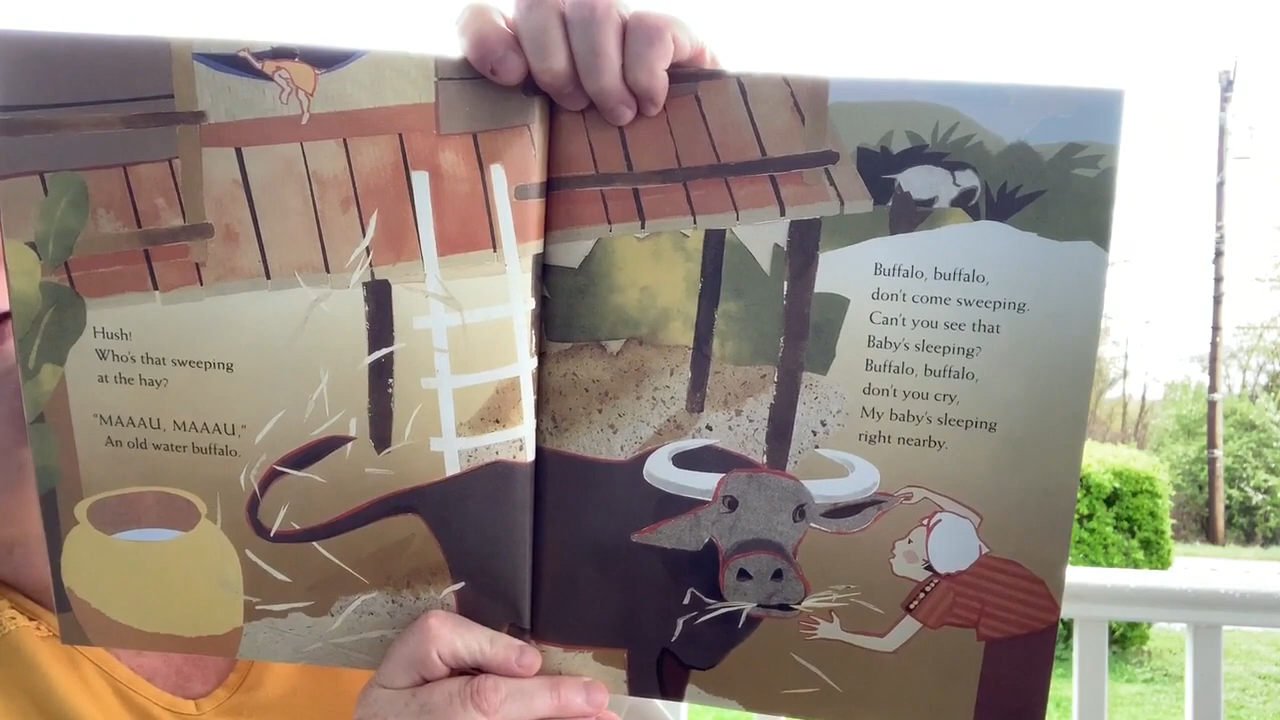 Hush!
Who's that sweeping
at the hay?
"MAAAU, MAAAU,"
An old water buffalo.
Buffalo, buffalo,
don't come sweeping.
Can't you see that
Baby's sleeping?
Buffalo, buffalo,
don't you cry,
My baby's sleeping
right nearby.